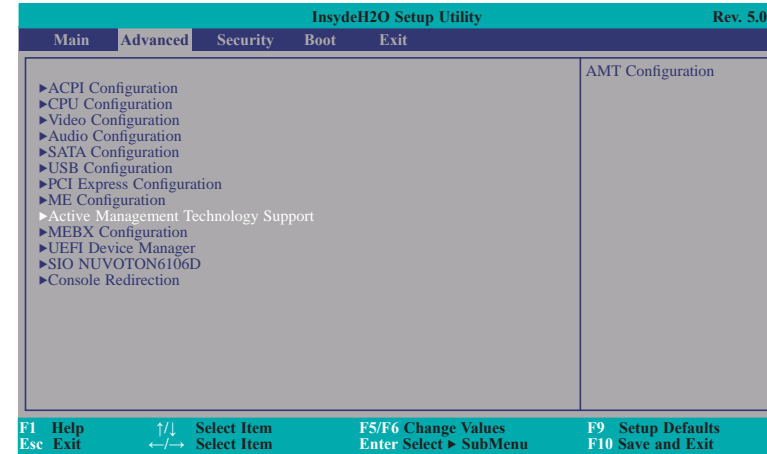 InsydeH2O Setup Utility Rev. 5.0
Main Advanced Security Boot Exit
►ACPI Configuration
►CPU Configuration
►Video Configuration
►Audio Configuration
►SATA Configuration
►USB Configuration
►PCI Express Configuration
►ME Configuration
►Active Management Technology Support
►MEBX Configuration
►UEFI Device Manager
►SIO NUVOTON6106D
►Console Redirection
AMT Configuration
F1 Help ↑/↓ Select Item F5/F6 Change Values F9 Setup Defaults
Esc Exit ←/→ Select Item Enter Select ► SubMenu F10 Save and Exit